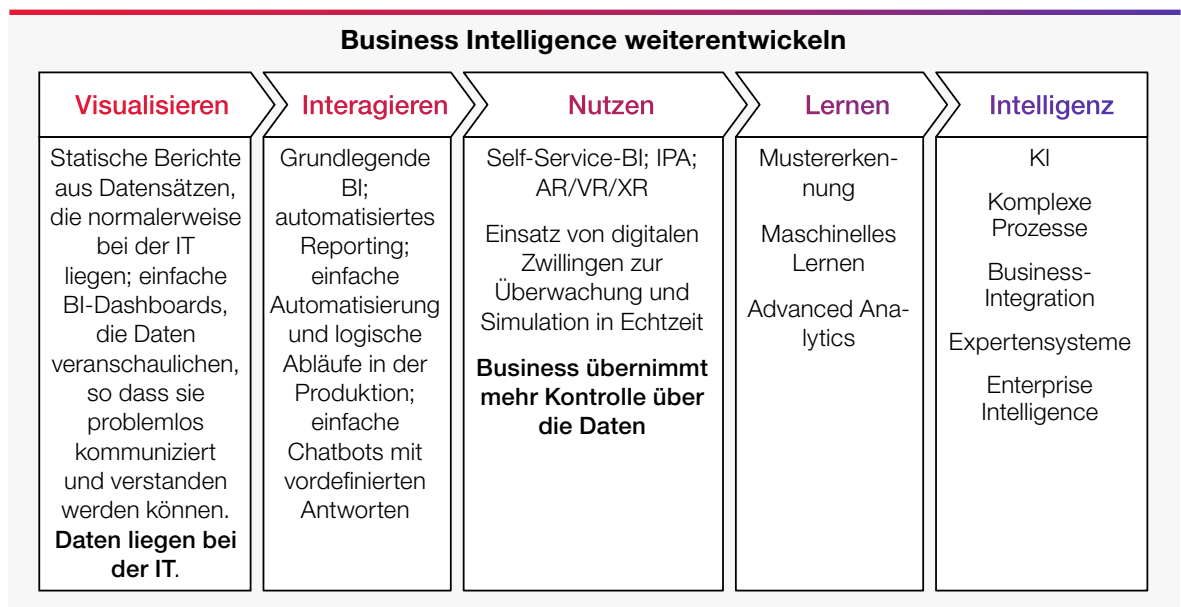 Business Intelligence weiterentwickeln
Visualisieren
Statische Berichte
aus Datensätzen,
die normalerweise
bei der IT
liegen; einfache
BI-Dashboards,
die Daten
veranschaulichen,
so dass sie
problemlos
kommuniziert
und verstanden
werden können.
Daten liegen bei
der IT.
Interagieren
Grundlegende
BI;
automatisiertes
Reporting;
einfache
Automatisierung
und logische
Abläufe in der
Produktion;
einfache
Chatbots mit
vordefinierten
Antworten
Nutzen
Self-Service-BI; IPA;
AR/VR/XR
Einsatz von digitalen
Zwillingen zur
Überwachung und
Simulation in Echtzeit
Business übernimmt
mehr Kontrolle über
die Daten
Lernen
Mustererken-
nung
Maschinelles
Lernen
Advanced Ana-
lytics
Intelligenz
KI
Komplexe
Prozesse
Business-
Integration
Expertensysteme
Enterprise
Intelligence